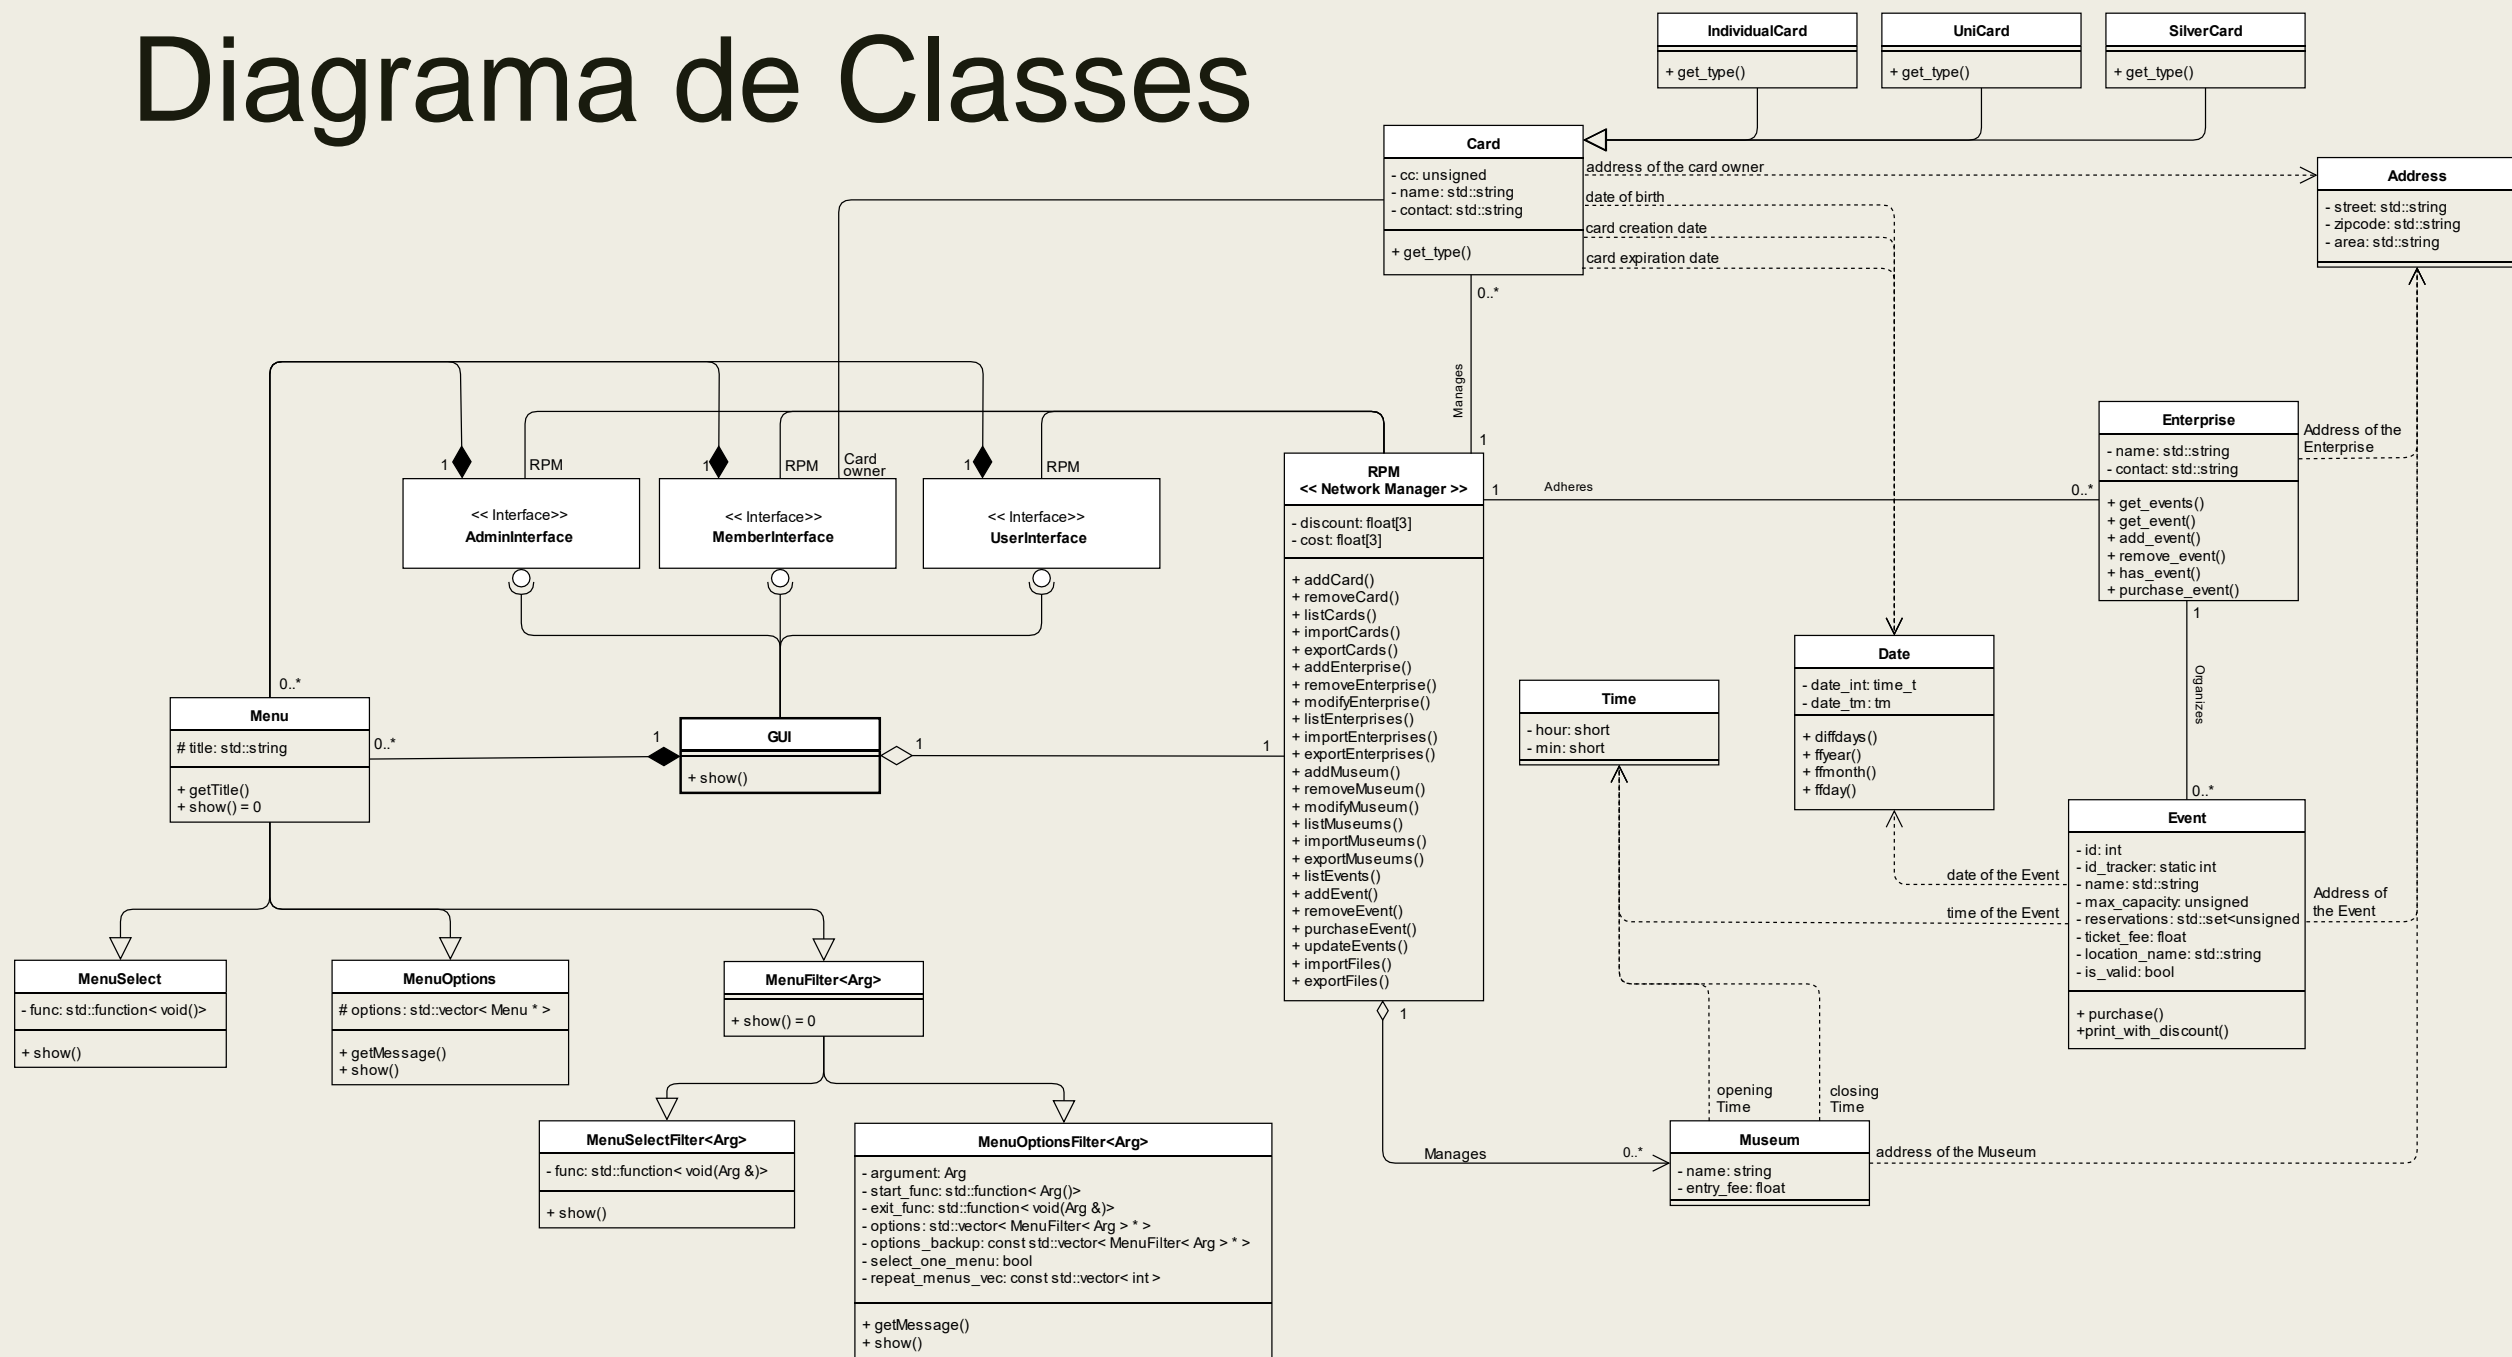 Diagrama de Classes
IndividualCard
+ get_type()
UniCard
+ get_type()
SilverCard
+ get_type()
Card
- cc: unsigned
- name: std::string
- contact: std::string
+ get_type()
address of the card owner
date of birth
card creation date
card expiration date
0..*
Manages
1
Address
- street: std::string
- zipcode: std::string
- area: std::string
1
RPM
1
RPM
Card
owner
1
RPM
<< Interface>>
AdminInterface
<< Interface>>
MemberInterface
<< Interface>>
UserInterface
RPM
<< Network Manager >>
- discount: float[3]
- cost: float[3]
+ addCard()
+ removeCard()
+ listCards()
+ importCards()
+ exportCards()
+ addEnterprise()
+ removeEnterprise()
+ modifyEnterprise()
+ listEnterprises()
+ importEnterprises()
+ exportEnterprises()
+ addMuseum()
+ removeMuseum()
+ modifyMuseum()
+ listMuseums()
+ importMuseums()
+ exportMuseums()
+ listEvents()
+ addEvent()
+ removeEvent()
+ purchaseEvent()
+ updateEvents()
+ importFiles()
+ exportFiles()
1
Adheres
0..*
Enterprise
- name: std::string
- contact: std::string
+ get_events()
+ get_event()
+ add_event()
+ remove_event()
+ has_event()
+ purchase_event()
Address of the
Enterprise
1
Organizes
0..*
0..*
Menu
# title: std::string
+ getTitle()
+ show() = 0
0..*
1
GUI
+ show()
1
1
Time
- hour: short
- min: short
Date
- date_int: time_t
- date_tm: tm
+ diffdays()
+ ffyear()
+ ffmonth()
+ ffday()
Event
- id: int
- id_tracker: static int
- name: std::string
- max_capacity: unsigned
- reservations: std::set<unsigned
- ticket_fee: float
- location_name: std::string
- is_valid: bool
+ purchase()
+print_with_discount()
date of the Event
time of the Event
Address of
the Event
MenuSelect
- func: std::function< void()>
+ show()
MenuOptions
# options: std::vector< Menu * >
+ getMessage()
+ show()
MenuFilter<Arg>
+ show() = 0
MenuSelectFilter<Arg>
- func: std::function< void(Arg &)>
+ show()
MenuOptionsFilter<Arg>
- argument: Arg
- start_func: std::function< Arg()>
- exit_func: std::function< void(Arg &)>
- options: std::vector< MenuFilter< Arg > * >
- options_backup: const std::vector< MenuFilter< Arg > * >
- select_one_menu: bool
- repeat_menus_vec: const std::vector< int >
+ getMessage()
+ show()
1
Manages
0..*
opening
Time
closing
Time
Museum
- name: string
- entry_fee: float
address of the Museum